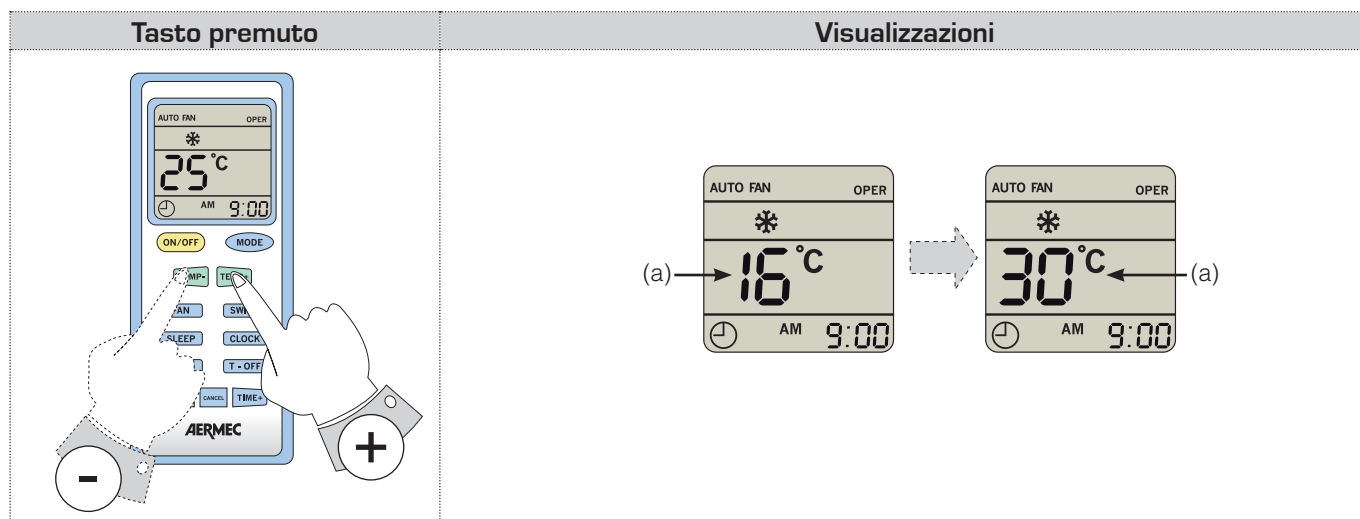 Tasto premuto
Visualizzazioni
AUTO FAN OPER
25°C
AM 9:00
ON/OFF MODE
MP-
SLEEP CLOCK
T - OFF
CANCEL TIME+
AERMEC
- +
AUTO FAN OPER
(a) 16°C
AM 9:00
AUTO FAN OPER
30°C (a)
AM 9:00